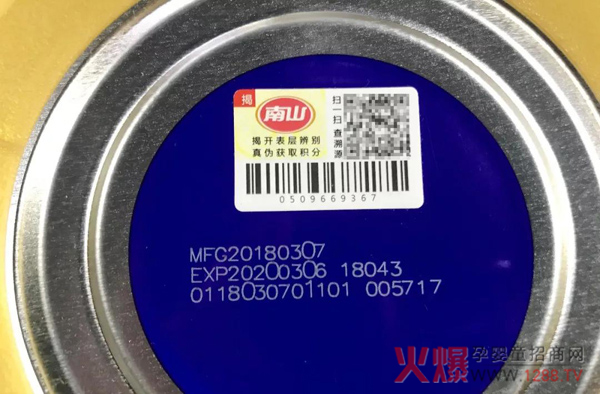 揭
南山
揭开表层辨别
真伪获取积分
扫一扫查溯源
0509669367
MFG20180307
EXP20200306 18043
0118030701101 005717
火爆孕婴童招商网
www.1288.TV